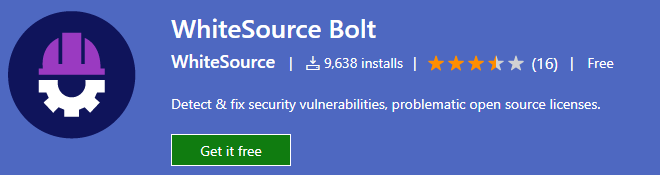 WhiteSource Bolt
WhiteSource | 9,638 installs | (16) | Free
Detect & fix security vulnerabilities, problematic open source licenses.
Get it free